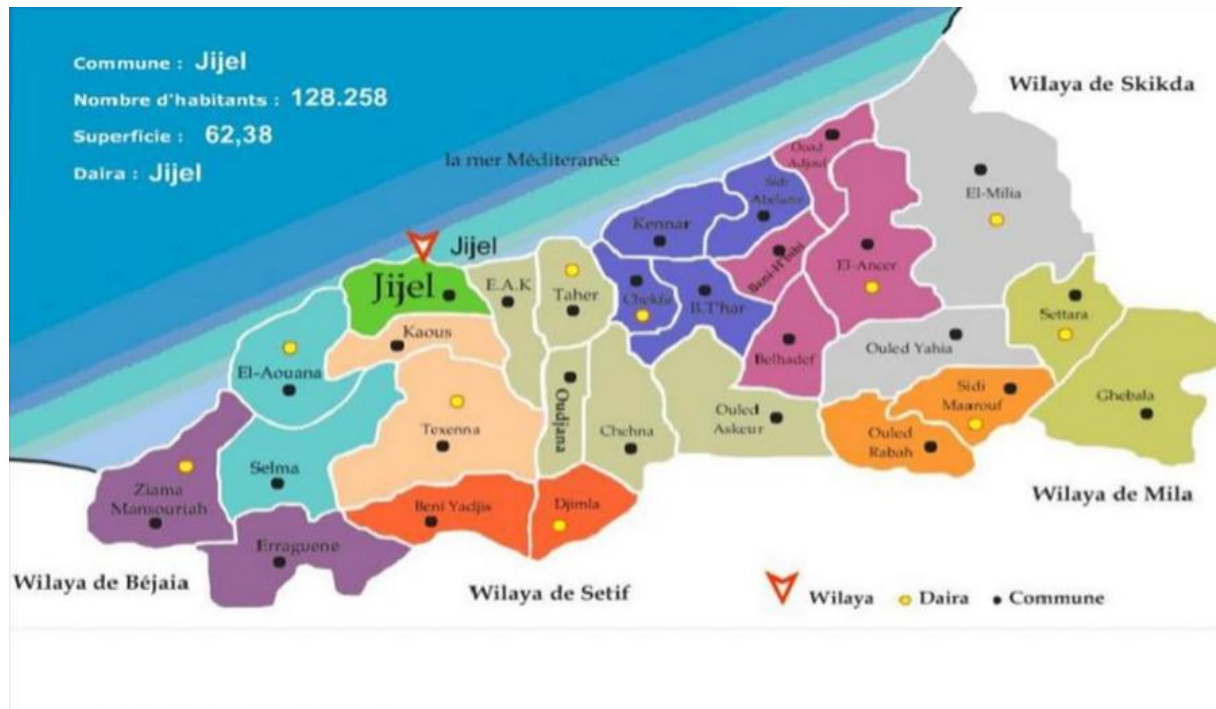 Commune : Jijel
Nombre d'habitants : 128.258
Superficie : 62,38
Daira : Jijel
Wilaya de Skikda
la mer Méditeranée
Oued
Adjoul
Sidi
Abelaziz
El-Milia
Kennar
Jijel
Jijel
E.A.K
Taher
Chekfa
B.T'har
Bani-H'bibi
El-Ancer
Settara
Kaous
Ouled Yahia
Belhadef
El-Aouana
Sidi
Maarouf
Ghebala
Texenna
Oudjana
Chehna
Ouled
Askeur
Ouled
Rabah
Selma
Ziama
Mansouriah
Beni Yadjis
Djimla
Wilaya de Mila
Erraguene
Wilaya de Béjaia
Wilaya de Setif
Wilaya
Daira
Commune